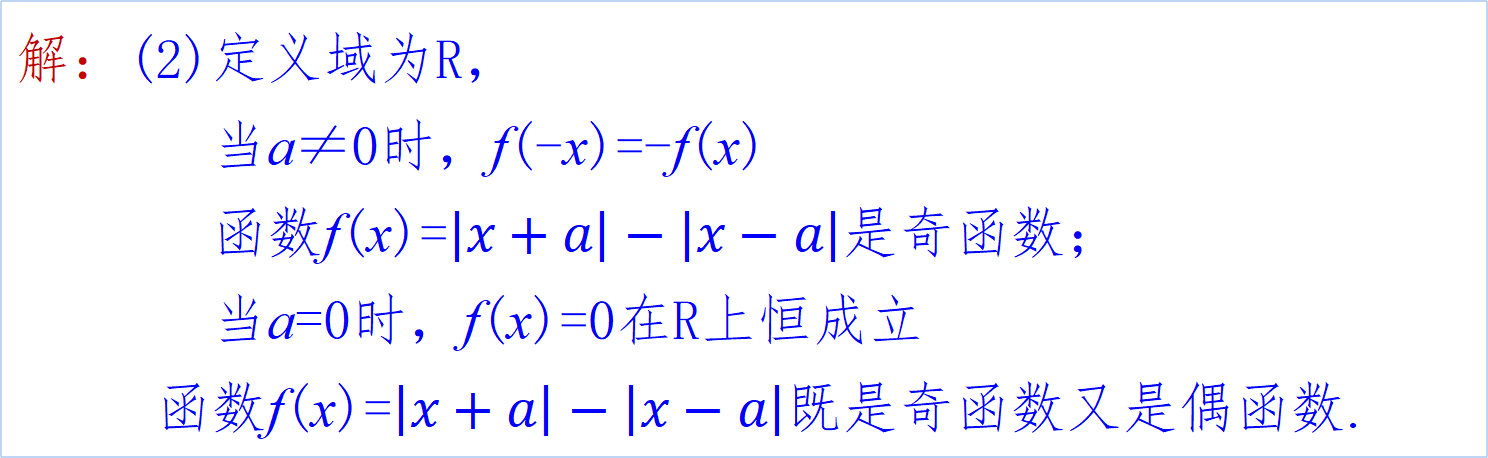 解：(2)定义域为R，
当a≠0时，f(-x)=-f(x)
函数f(x)=|x + a| − |x − a|是奇函数；
当a=0时，f(x)=0在R上恒成立
函数f(x)=|x + a| − |x − a|既是奇函数又是偶函数.